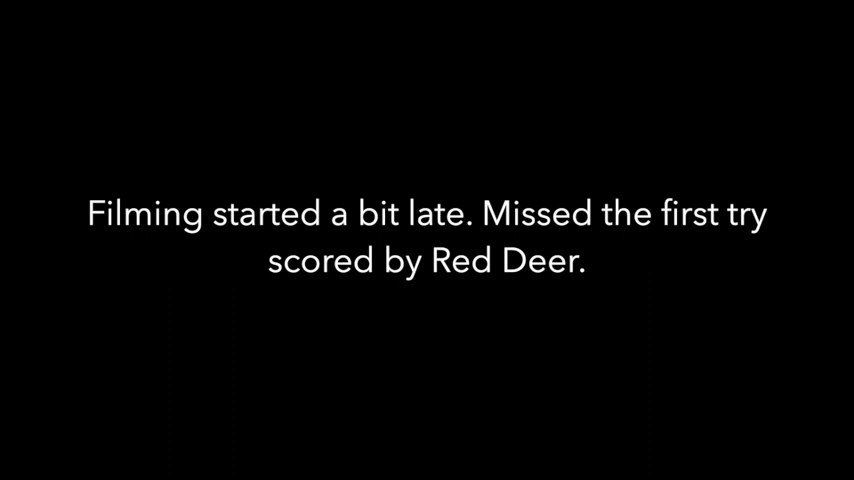 Filming started a bit late. Missed the first try
scored by Red Deer.